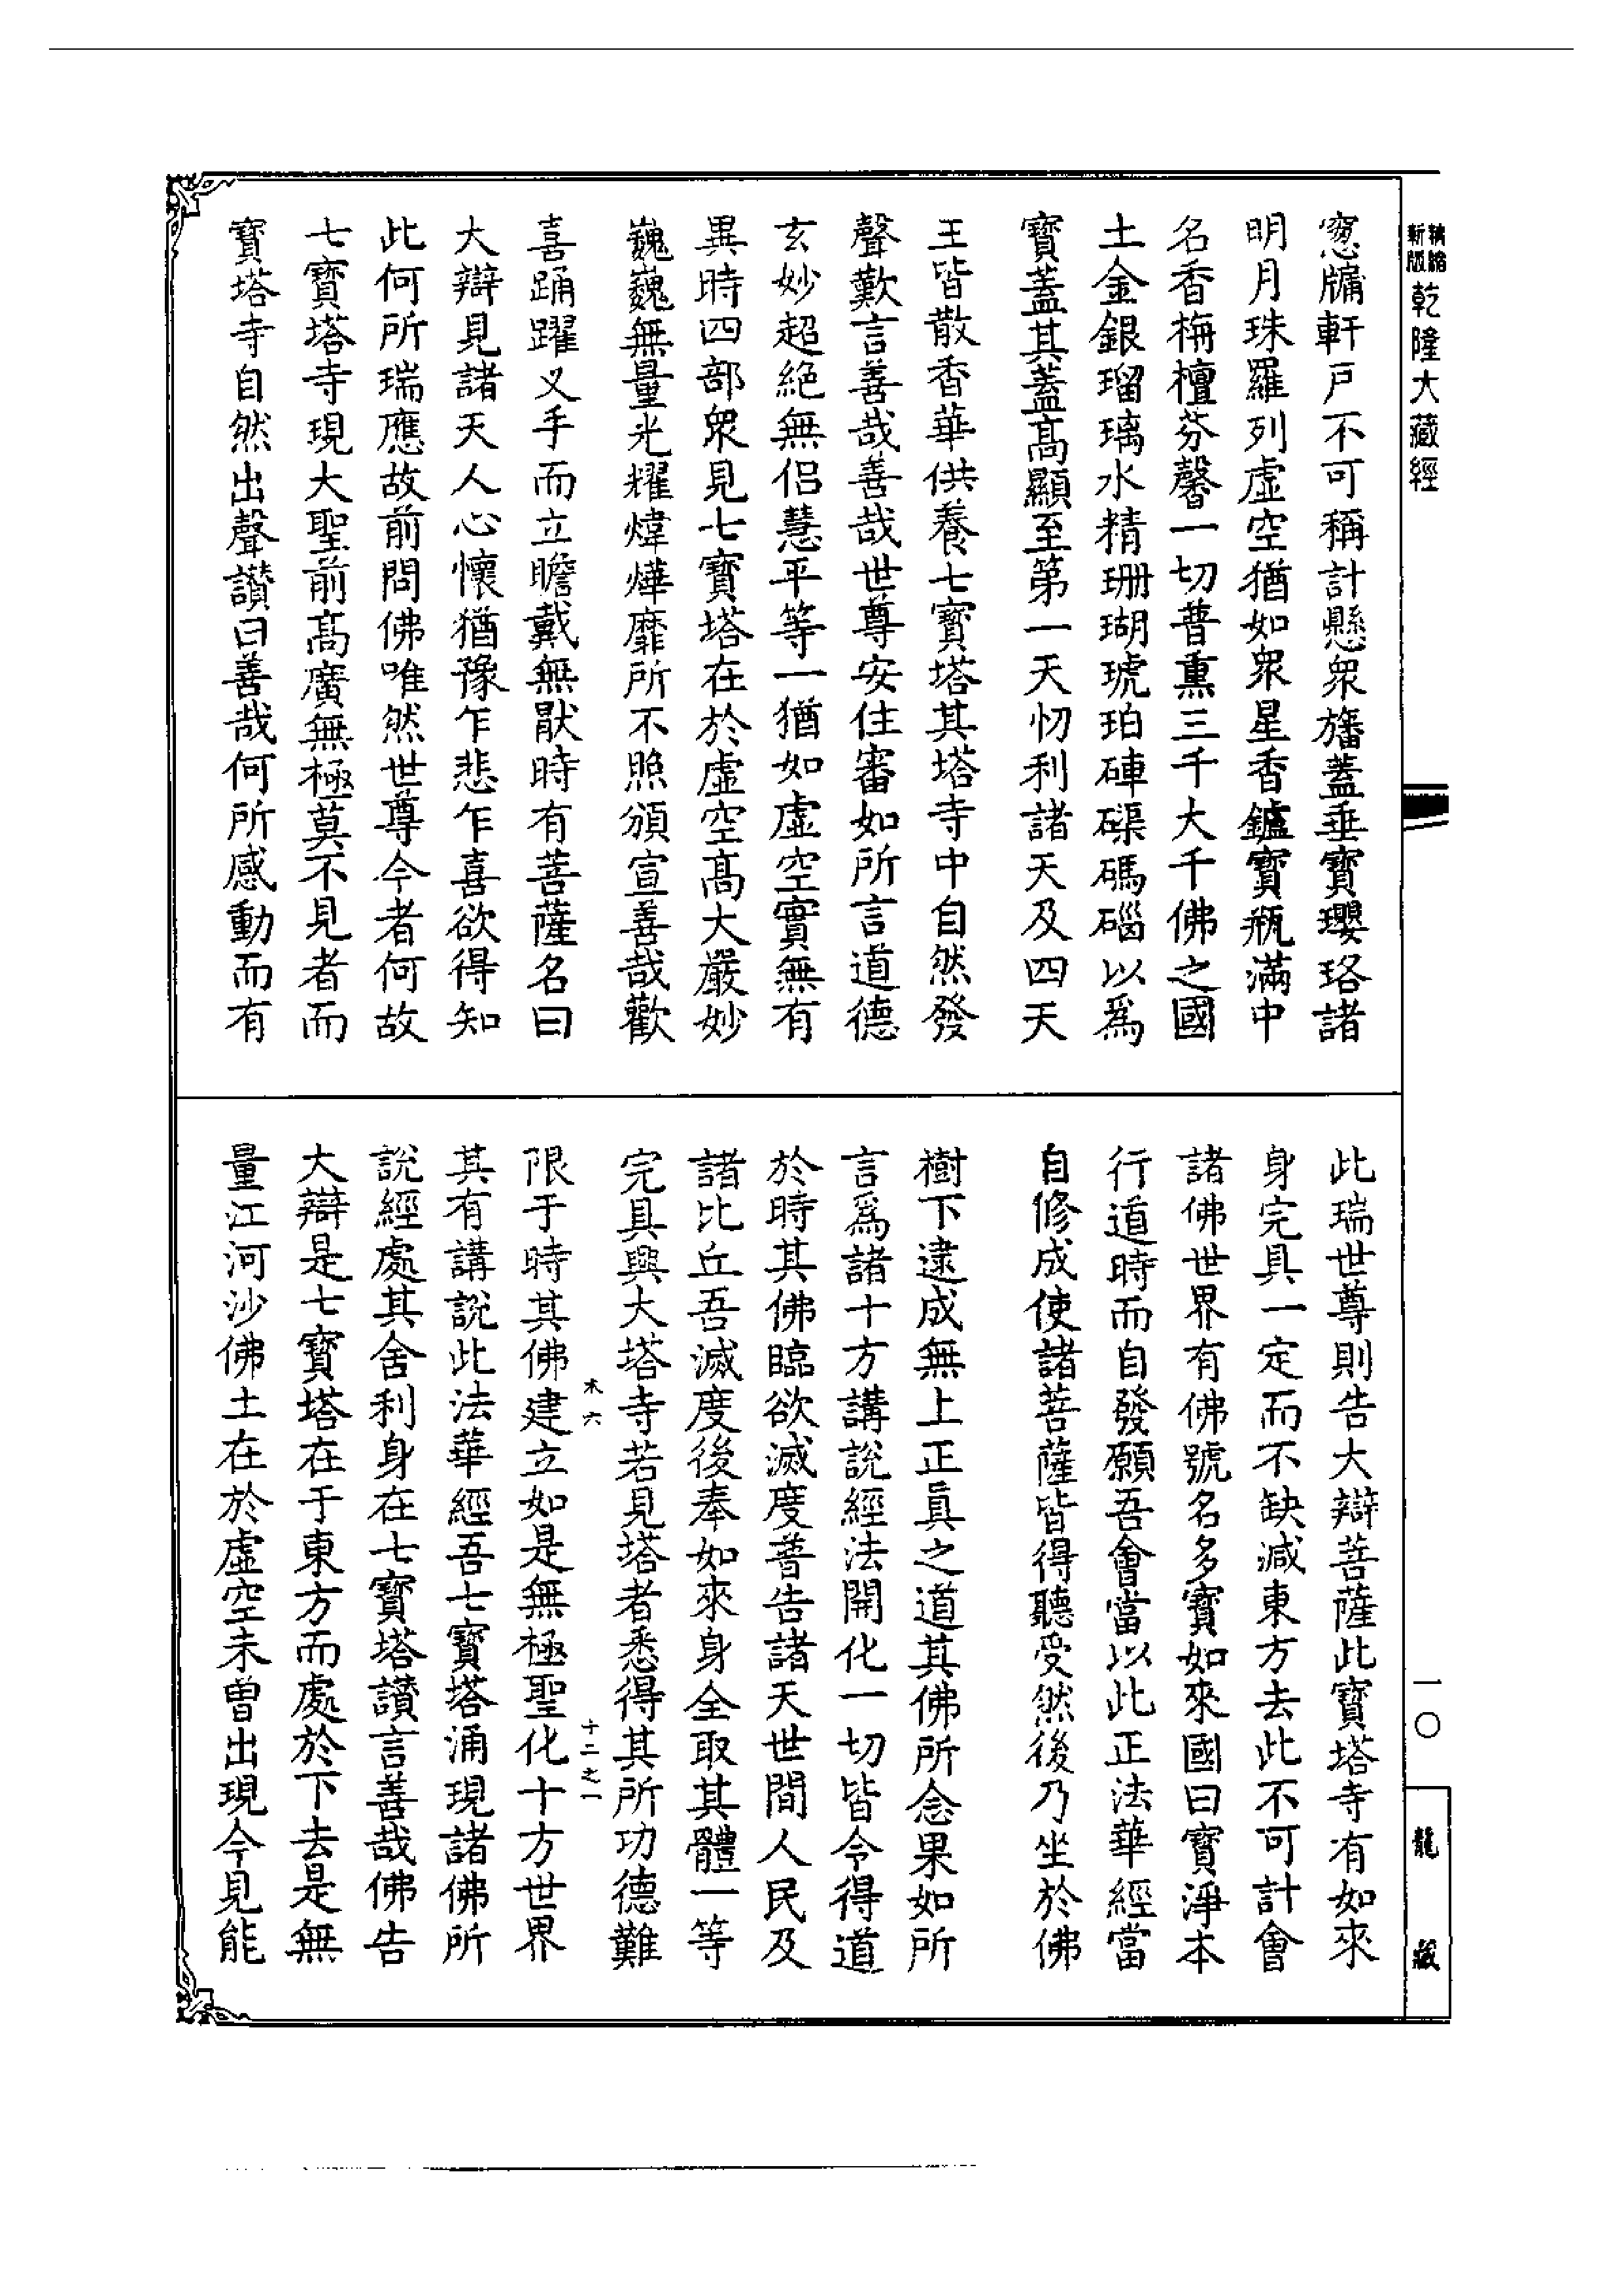 新版
精縮
乾隆大藏經
窻牖軒戶不可稱計懸衆旛蓋垂寶瓔珞諸
明月珠羅列虛空猶如衆星香鑪寶瓶滿中
名香栴檀芬馨一切普熏三千大千佛之國
土金銀瑠璃水精珊瑚琥珀硨磲碼碯以爲
寶蓋其蓋高顯至第一天忉利諸天及四天
王皆散香華供養七寶塔其塔寺中自然發
聲歎言善哉善哉世尊安住審如所言道德
玄妙超絶無侶慧平等一猶如虛空實無有
異時四部衆見七寶塔在於虛空高大嚴妙
巍巍無量光耀煒燁靡所不照頒宣善哉歡
喜踊躍叉手而立瞻戴無猒時有菩薩名曰
大辯見諸天人心懷猶豫乍悲乍喜欲得知
此何所瑞應故前問佛唯然世尊今者何故
七寶塔寺現大聖前高廣無極莫不見者而
寶塔寺自然出聲讚曰善哉何所感動而有
此瑞世尊則告大辯菩薩此寶塔寺有如來
身完具一定而不缺減東方去此不可計會
諸佛世界有佛號名多寶如來國曰寶淨本
行道時而自發願吾會當以此正法華經當
自修成使諸菩薩皆得聽受然後乃坐於佛
樹下逮成無上正真之道其佛所念果如所
言爲諸十方講說經法開化一切皆令得道
於時其佛臨欲滅度普告諸天世間人民及
諸比丘吾滅度後奉如來身全取其體一等
完具興大塔寺若見塔者悉得其所功德難
木六
十二之一
限于時其佛建立如是無極聖化十方世界
其有講說此法華經吾七寶塔涌現諸佛所
說經處其舍利身在七寶塔讚言善哉佛告
大辯是七寶塔在于東方而處於下去是無
量江河沙佛土在於虛空未曾出現今見能
一〇
龍藏